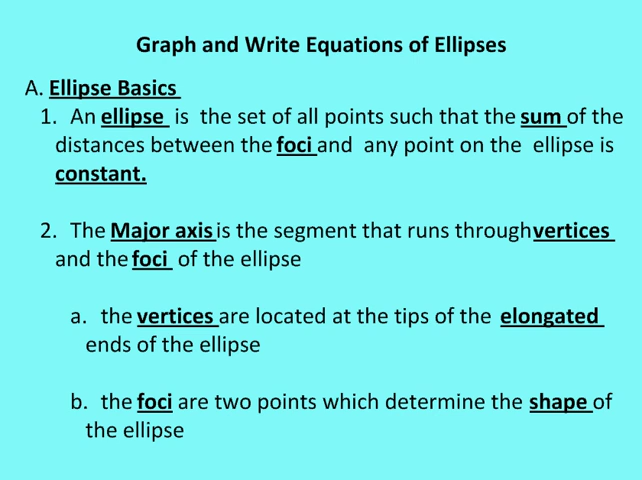 Graph and Write Equations of Ellipses
A. Ellipse Basics
1. An ellipse is the set of all points such that the sum of the
distances between the foci and any point on the ellipse is
constant.
2. The Major axis is the segment that runs through vertices
and the foci of the ellipse
a. the vertices are located at the tips of the elongated
ends of the ellipse
b. the foci are two points which determine the shape of
the ellipse